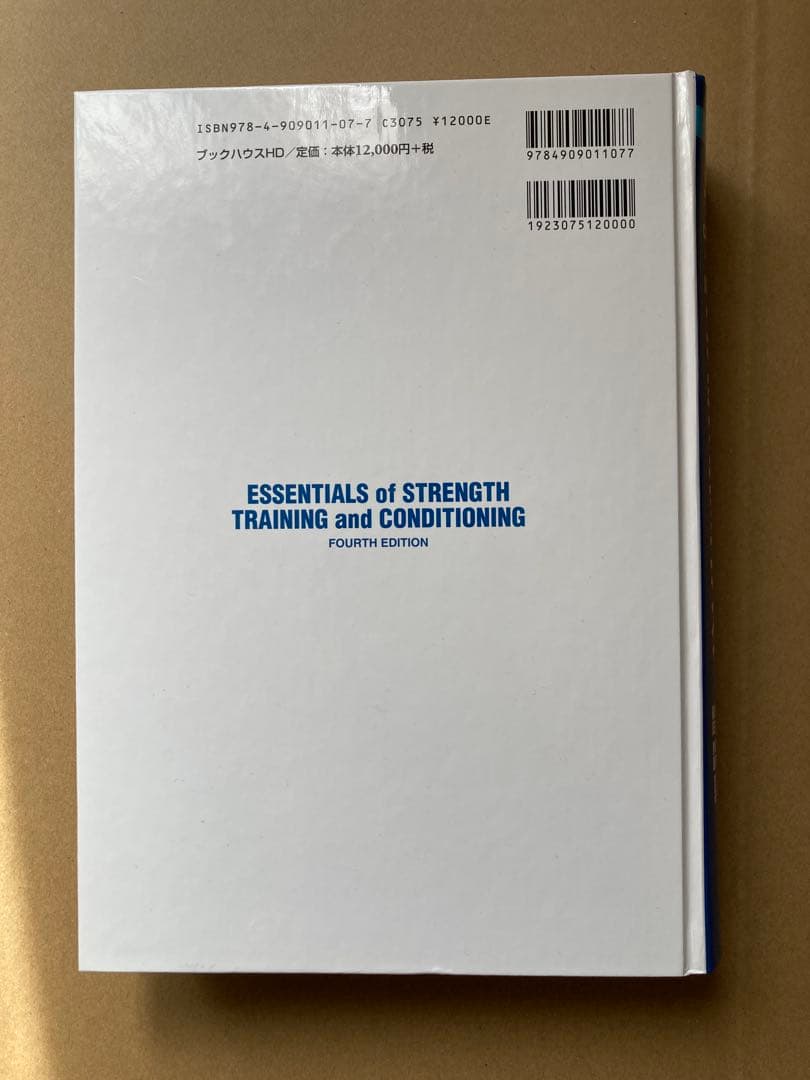 ISBN978-4-909011-07-7 C3075 ¥12000E
ブックハウスHD／定価：本体12,000円＋税
9784909011077
1923075120000
ESSENTIALS of STRENGTH
TRAINING and CONDITIONING
FOURTH EDITION